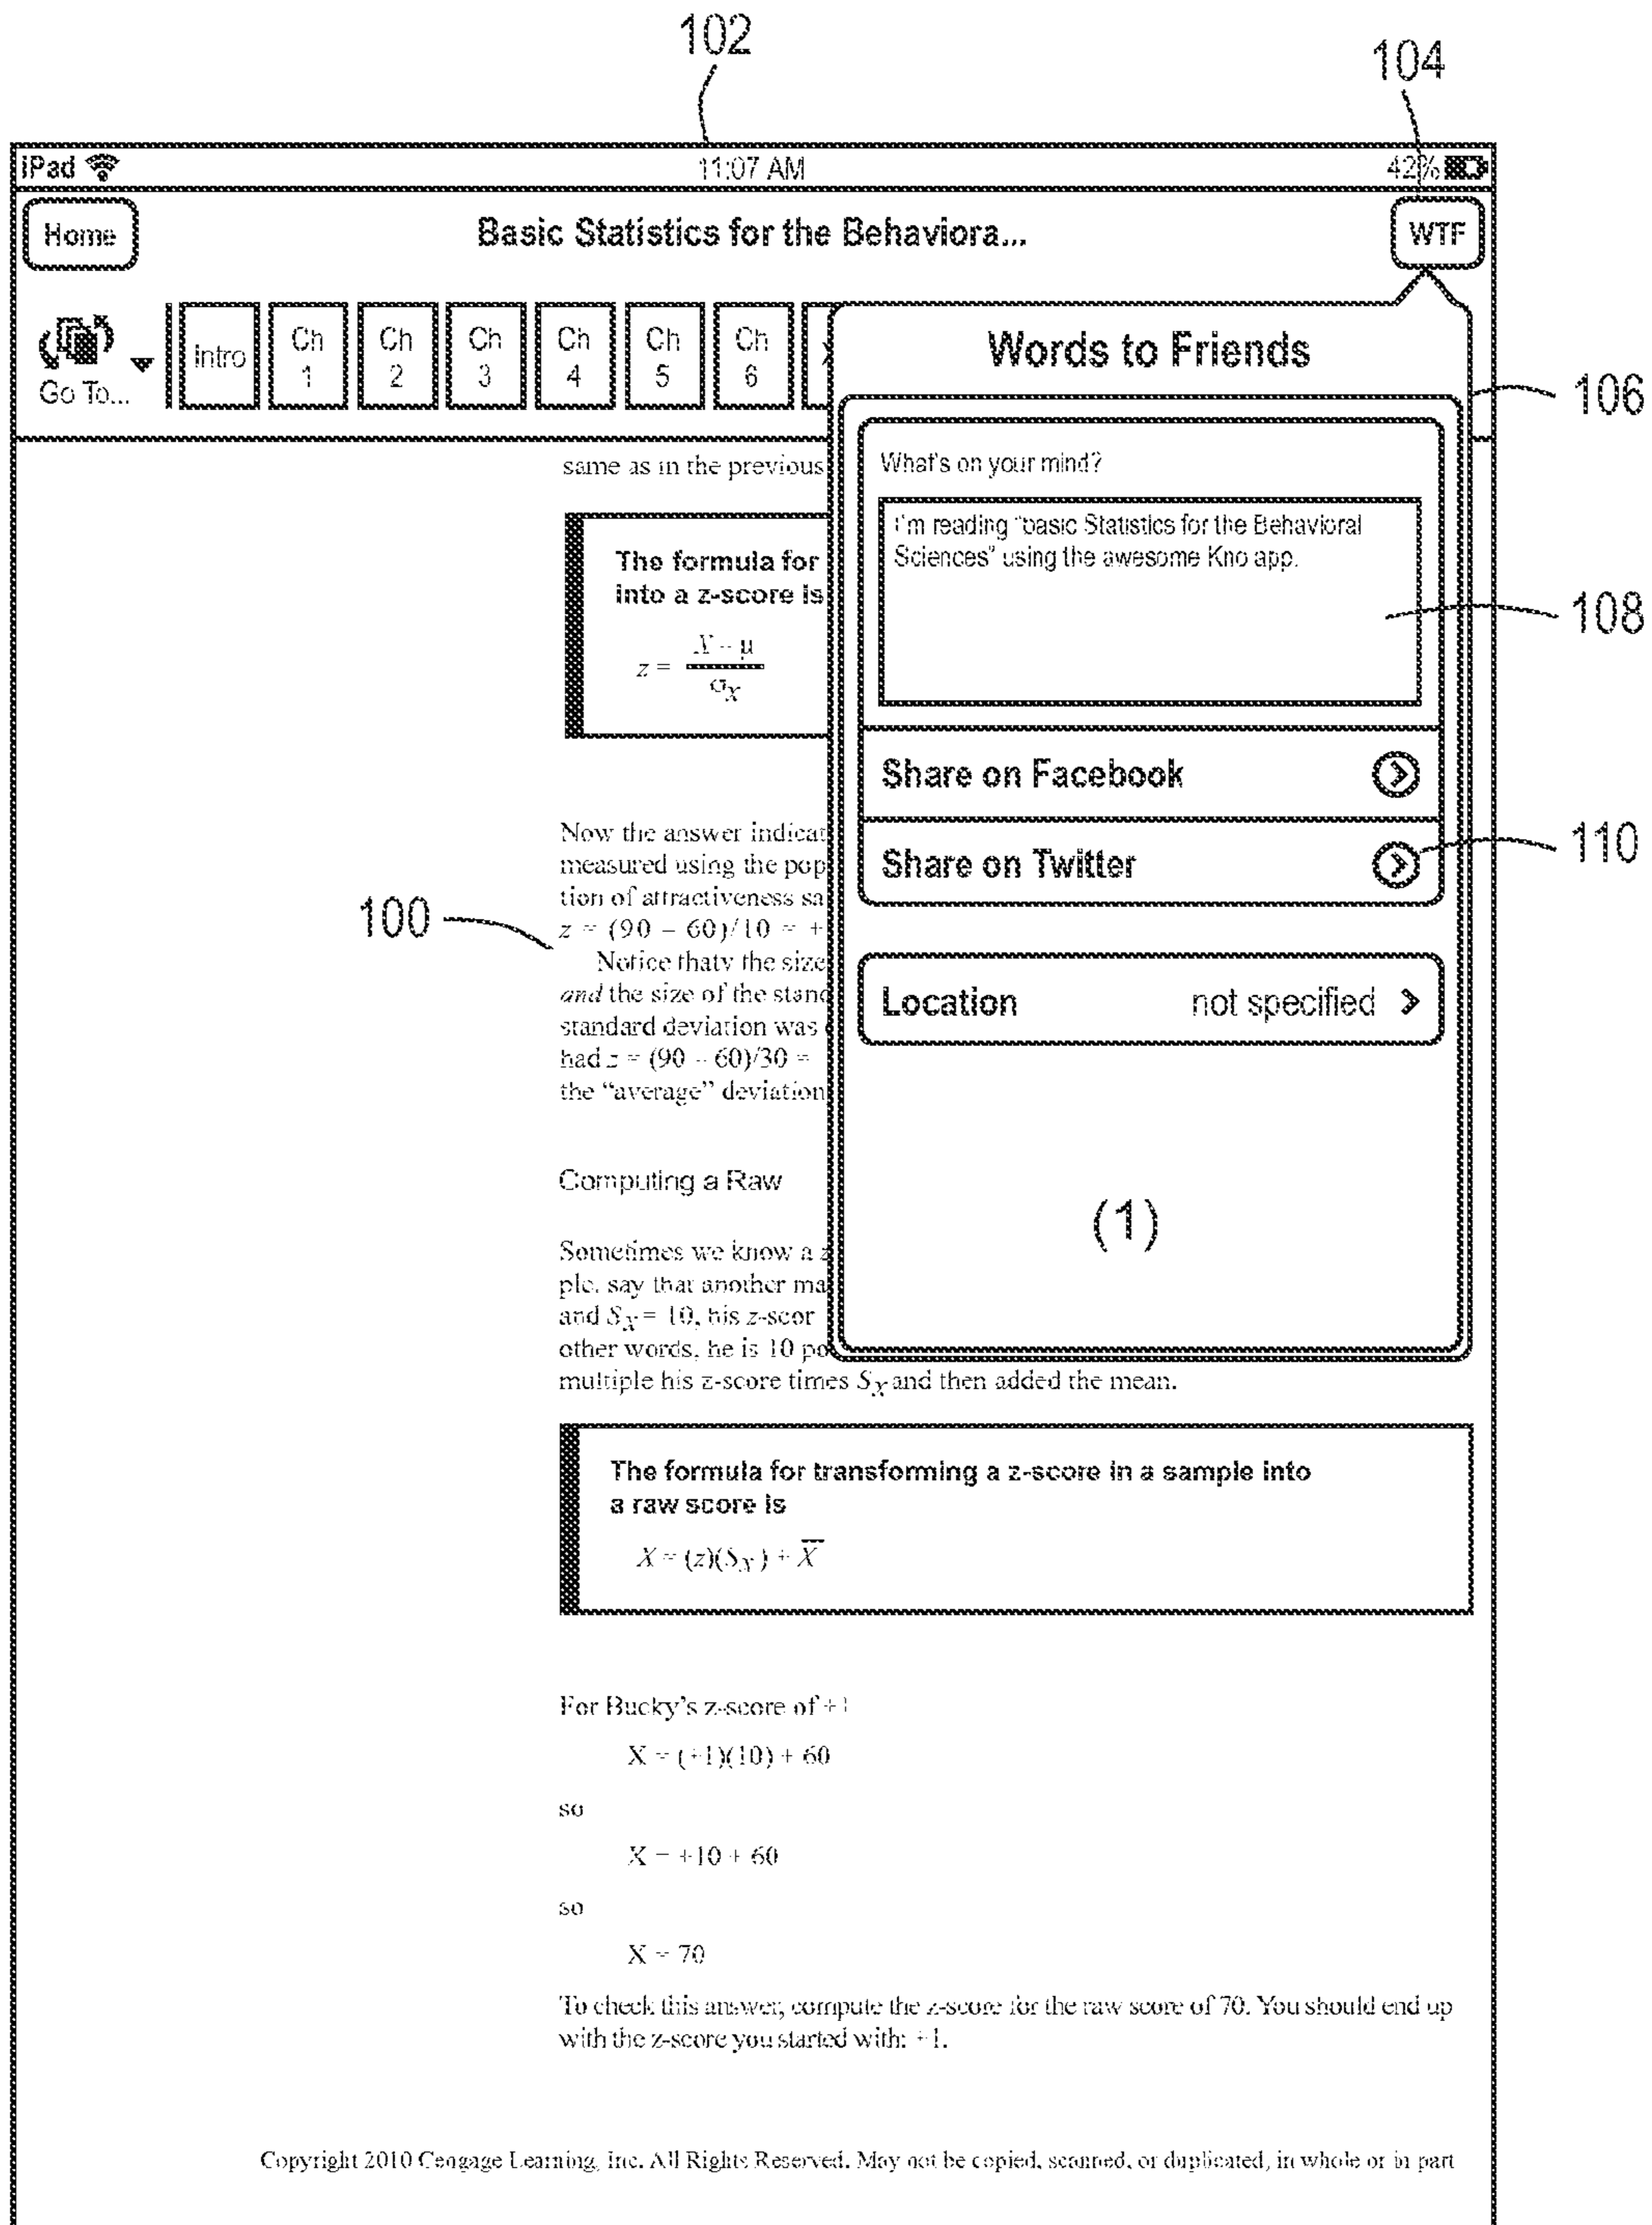 102
104
iPad 11:07 AM 42%
Home Basic Statistics for the Behaviora... WTF
Go To... Intro Ch 1 Ch 2 Ch 3 Ch 4 Ch 5 Ch 6
Words to Friends
106
same as in the previous
What's on your mind?
I'm reading "basic Statistics for the Behavioral
Sciences" using the awesome Kno app.
108
The formula for
into a z-score is
z = X - μ / σX
Share on Facebook
Share on Twitter
110
Now the answer indicat
measured using the pop
tion of attractiveness sa
100
z = (90 - 60)/10 = +
Notice thatv the size
and the size of the stand
standard deviation was
had z = (90 - 60)/30 =
the "average" deviation
Location not specified
Computing a Raw
(1)
Sometimes we know a z
ple, say that another ma
and SX = 10, his z-scor
other words, he is 10 po
multiple his z-score times SX and then added the mean.
The formula for transforming a z-score in a sample into
a raw score is
X = (z)(SX) + X̅
For Bucky's z-score of +1
X = (+1)(10) + 60
so
X = +10 + 60
so
X = 70
To check this answer, compute the z-score for the raw score of 70. You should end up
with the z-score you started with: +1.
Copyright 2010 Cengage Learning, Inc. All Rights Reserved. May not be copied, scanned, or duplicated, in whole or in part